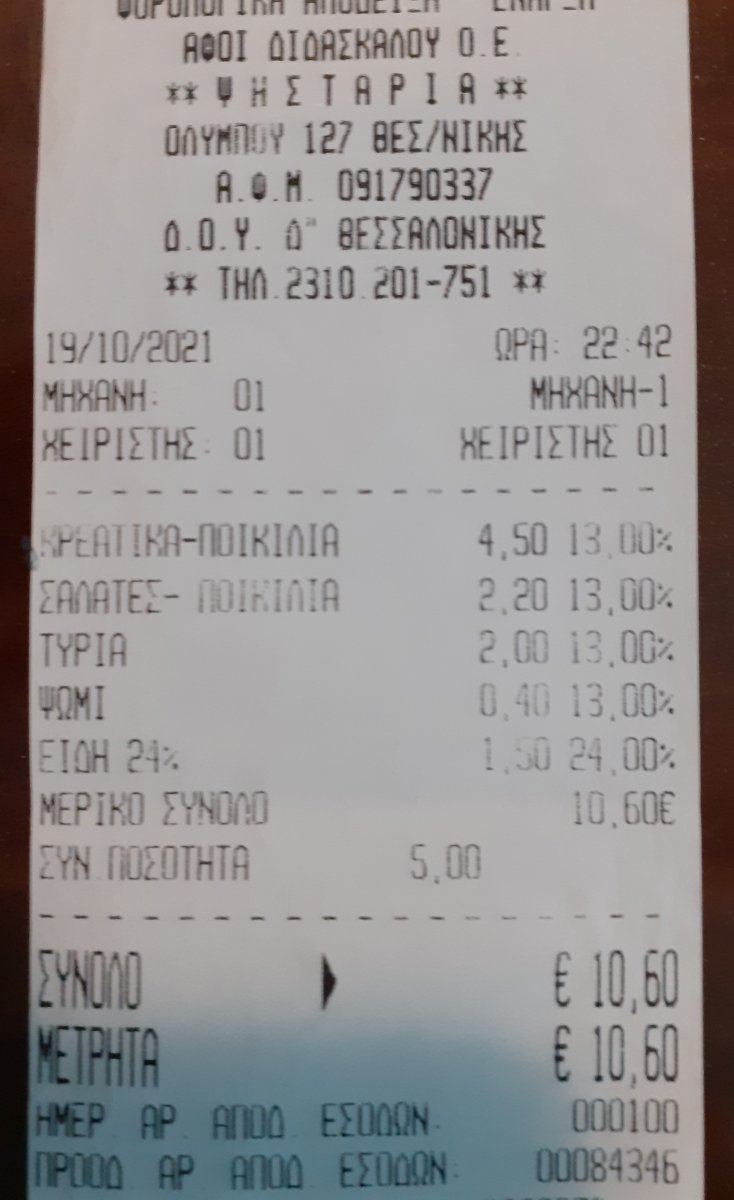 ΦΟΡΟΛΟΓΙΚΗ ΑΠΟΔΕΙΞΗ - ΕΝΑΡΞΗ
ΑΦΟΙ ΔΙΔΑΣΚΑΛΟΥ Ο.Ε.
** Ψ Η Σ Τ Α Ρ Ι Α **
ΟΛΥΜΠΟΥ 127 ΘΕΣ/ΝΙΚΗΣ
Α.Φ.Μ. 091790337
Δ.Ο.Υ. Δ" ΘΕΣΣΑΛΟΝΙΚΗΣ
** ΤΗΛ.2310.201-751 **
19/10/2021 ΩΡΑ: 22:42
ΜΗΧΑΝΗ: 01 ΜΗΧΑΝΗ-1
ΧΕΙΡΙΣΤΗΣ: 01 ΧΕΙΡΙΣΤΗΣ 01
ΚΡΕΑΤΙΚΑ-ΠΟΙΚΙΛΙΑ 4,50 13,00%
ΣΑΛΑΤΕΣ- ΠΟΙΚΙΛΙΑ 2,20 13,00%
ΤΥΡΙΑ 2,00 13,00%
ΨΩΜΙ 0,40 13,00%
ΕΙΔΗ 24% 1,50 24,00%
ΜΕΡΙΚΟ ΣΥΝΟΛΟ 10,60€
ΣΥΝ.ΠΟΣΟΤΗΤΑ 5,00
ΣΥΝΟΛΟ € 10,60
ΜΕΤΡΗΤΑ € 10,60
ΗΜΕΡ. ΑΡ. ΑΠΟΔ. ΕΣΟΔΩΝ: 000100
ΠΡΟΟΔ.ΑΡ. ΑΠΟΔ. ΕΣΟΔΩΝ: 00084346